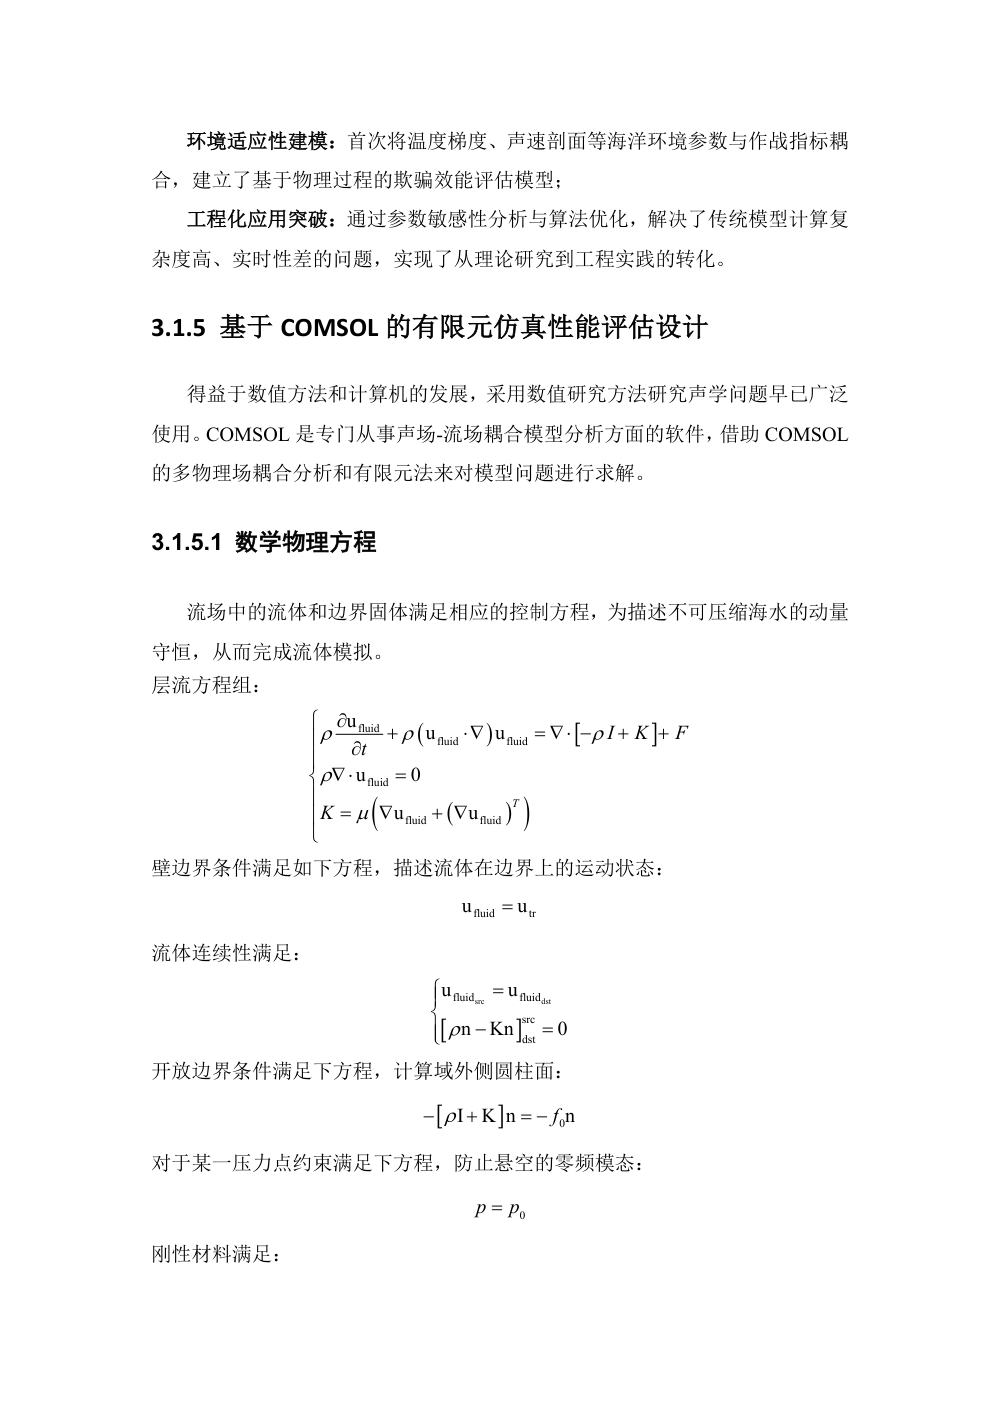 环境适应性建模：首次将温度梯度、声速剖面等海洋环境参数与作战指标耦
合，建立了基于物理过程的欺骗效能评估模型；
工程化应用突破：通过参数敏感性分析与算法优化，解决了传统模型计算复
杂度高、实时性差的问题，实现了从理论研究到工程实践的转化。
3.1.5 基于 COMSOL 的有限元仿真性能评估设计
得益于数值方法和计算机的发展，采用数值研究方法研究声学问题早已广泛
使用。COMSOL 是专门从事声场-流场耦合模型分析方面的软件，借助 COMSOL
的多物理场耦合分析和有限元法来对模型问题进行求解。
3.1.5.1 数学物理方程
流场中的流体和边界固体满足相应的控制方程，为描述不可压缩海水的动量
守恒，从而完成流体模拟。
层流方程组：
ρ ∂u_fluid/∂t + ρ(u_fluid · ∇)u_fluid = ∇ · [−ρI + K] + F
ρ∇ · u_fluid = 0
K = μ(∇u_fluid + (∇u_fluid)^T)
壁边界条件满足如下方程，描述流体在边界上的运动状态：
u_fluid = u_tr
流体连续性满足：
u_fluid_src = u_fluid_dst
[ρn − Kn]_dst^src = 0
开放边界条件满足下方程，计算域外侧圆柱面：
−[ρI + K]n = −f_0 n
对于某一压力点约束满足下方程，防止悬空的零频模态：
p = p_0
刚性材料满足：